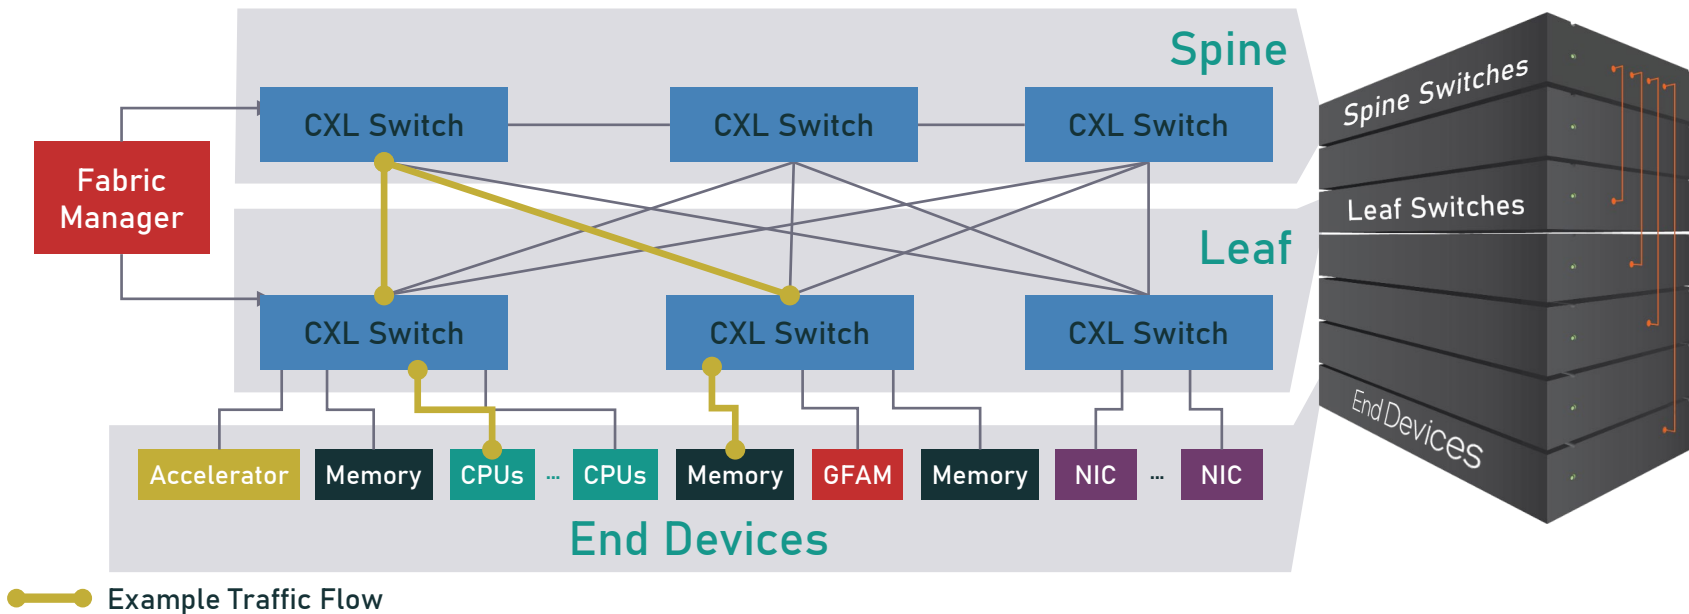 Spine
CXL Switch
CXL Switch
CXL Switch
Fabric
Manager
Leaf
CXL Switch
CXL Switch
CXL Switch
Accelerator
Memory
CPUs
...
CPUs
Memory
GFAM
Memory
NIC
...
NIC
End Devices
Example Traffic Flow
Spine Switches
Leaf Switches
End Devices